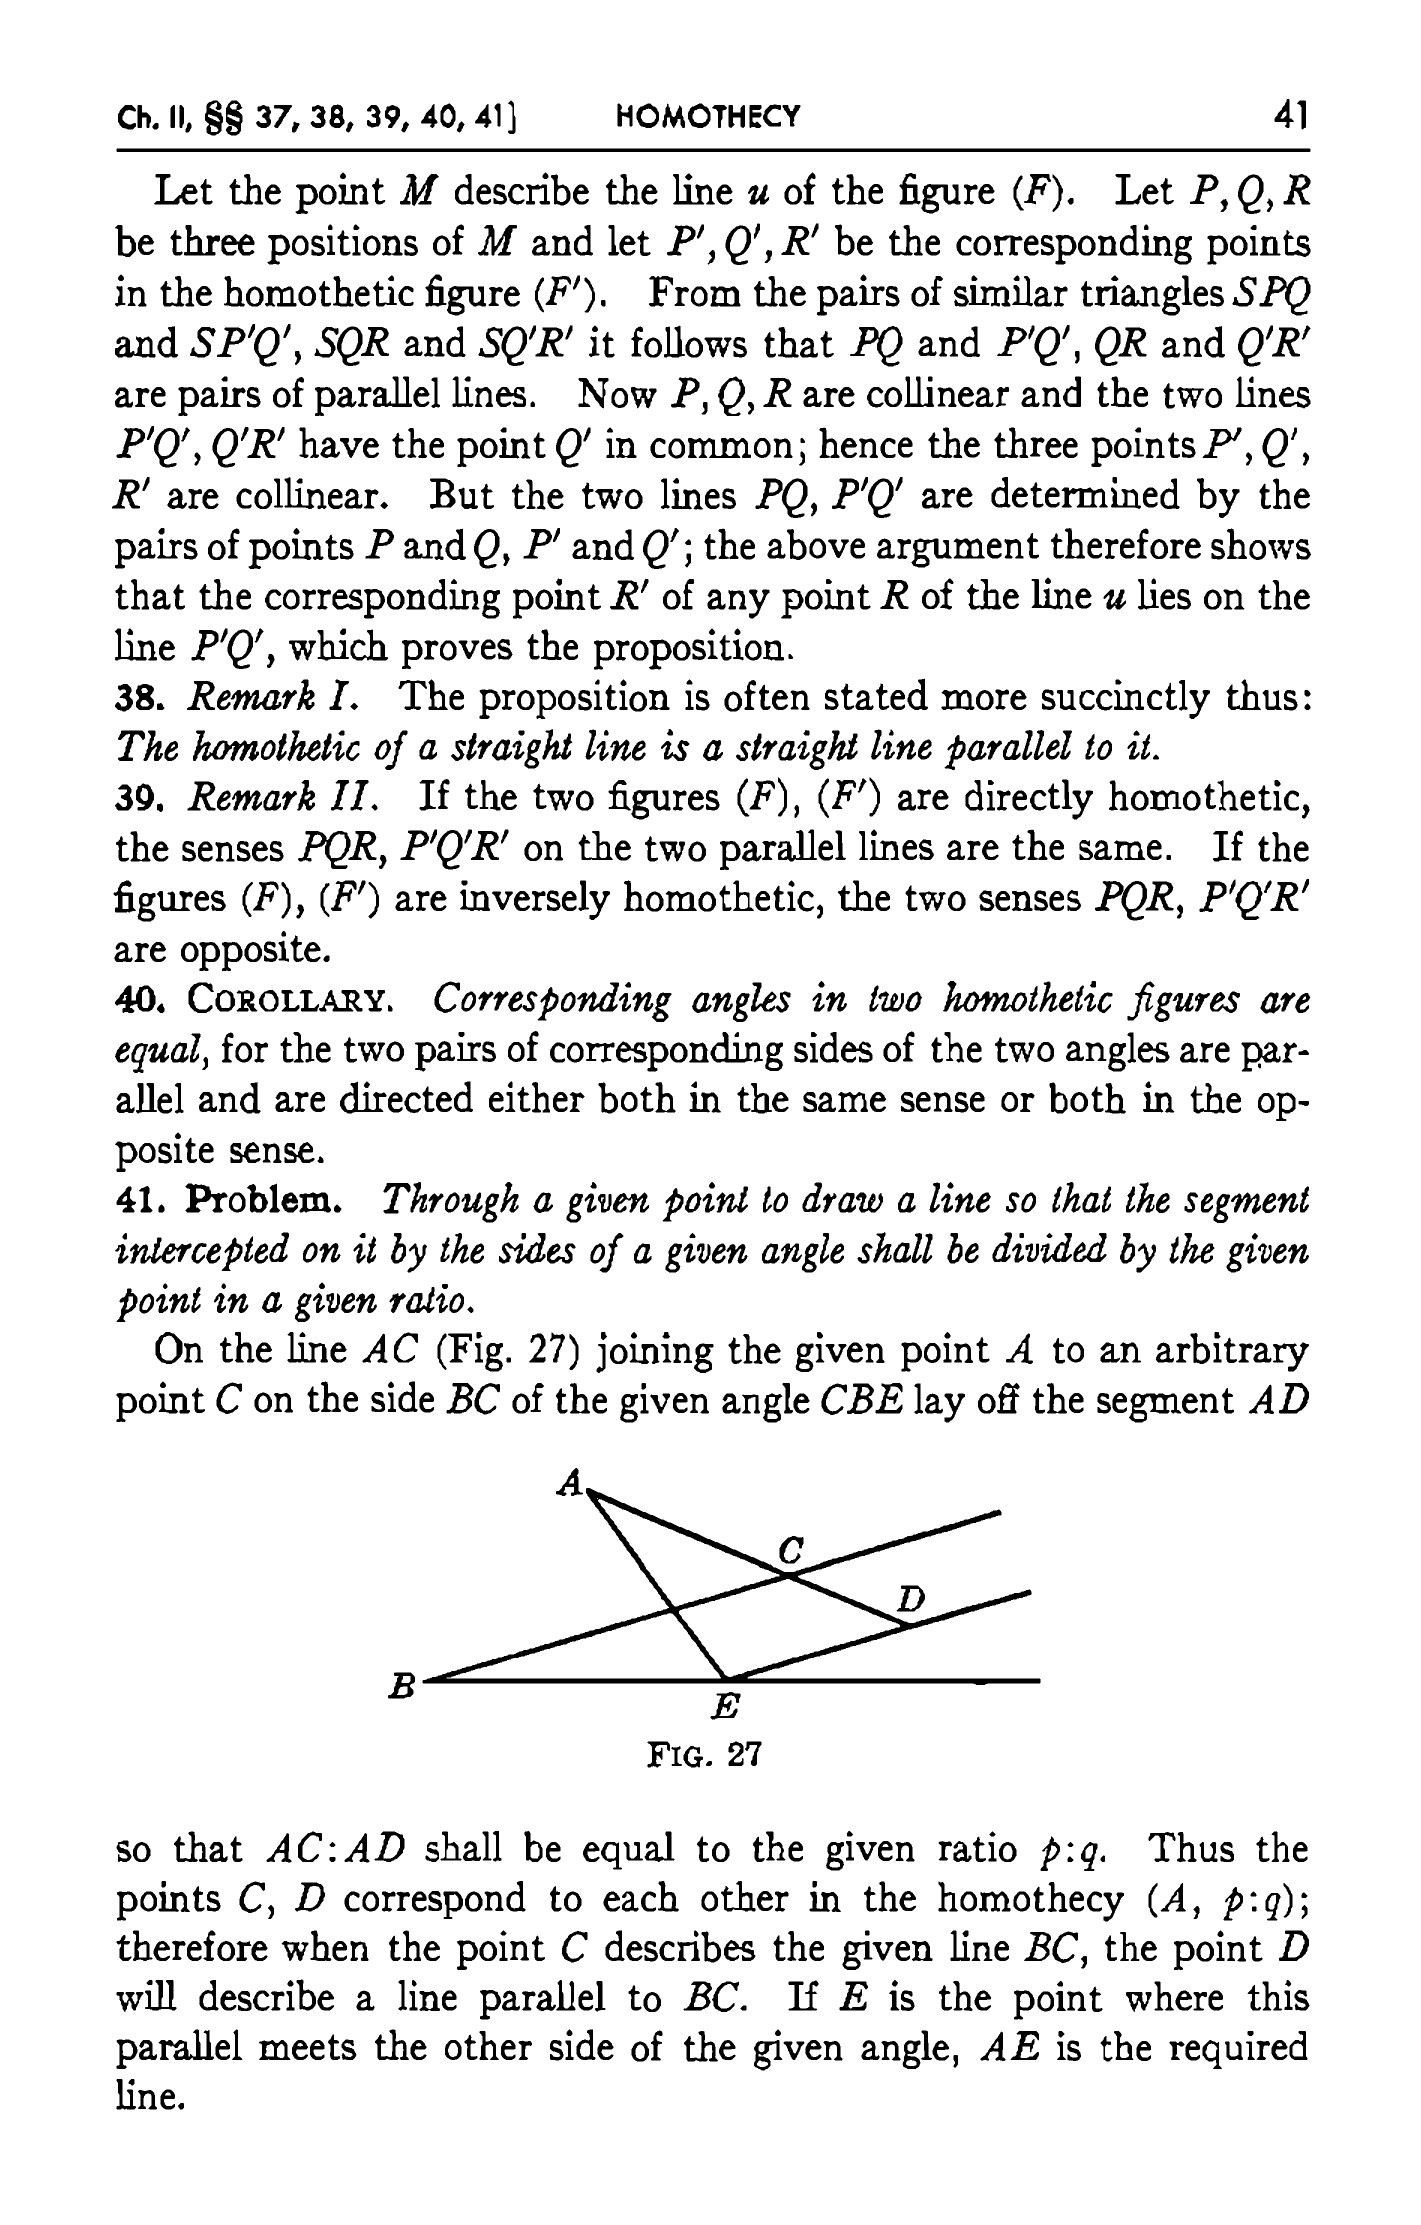 Ch. II, §§ 37, 38, 39, 40, 41] HOMOTHECY 41
Let the point M describe the line u of the figure (F). Let P, Q, R
be three positions of M and let P', Q', R' be the corresponding points
in the homothetic figure (F'). From the pairs of similar triangles SPQ
and SP'Q', SQR and SQ'R' it follows that PQ and P'Q', QR and Q'R'
are pairs of parallel lines. Now P, Q, R are collinear and the two lines
P'Q', Q'R' have the point Q' in common; hence the three points P', Q',
R' are collinear. But the two lines PQ, P'Q' are determined by the
pairs of points P and Q, P' and Q'; the above argument therefore shows
that the corresponding point R' of any point R of the line u lies on the
line P'Q', which proves the proposition.
38. Remark I. The proposition is often stated more succinctly thus:
The homothetic of a straight line is a straight line parallel to it.
39. Remark II. If the two figures (F), (F') are directly homothetic,
the senses PQR, P'Q'R' on the two parallel lines are the same. If the
figures (F), (F') are inversely homothetic, the two senses PQR, P'Q'R'
are opposite.
40. COROLLARY. Corresponding angles in two homothetic figures are
equal, for the two pairs of corresponding sides of the two angles are par-
allel and are directed either both in the same sense or both in the op-
posite sense.
41. Problem. Through a given point to draw a line so that the segment
intercepted on it by the sides of a given angle shall be divided by the given
point in a given ratio.
On the line AC (Fig. 27) joining the given point A to an arbitrary
point C on the side BC of the given angle CBE lay off the segment AD
A
C
D
B
E
FIG. 27
so that AC:AD shall be equal to the given ratio p:q. Thus the
points C, D correspond to each other in the homothecy (A, p:q);
therefore when the point C describes the given line BC, the point D
will describe a line parallel to BC. If E is the point where this
parallel meets the other side of the given angle, AE is the required
line.